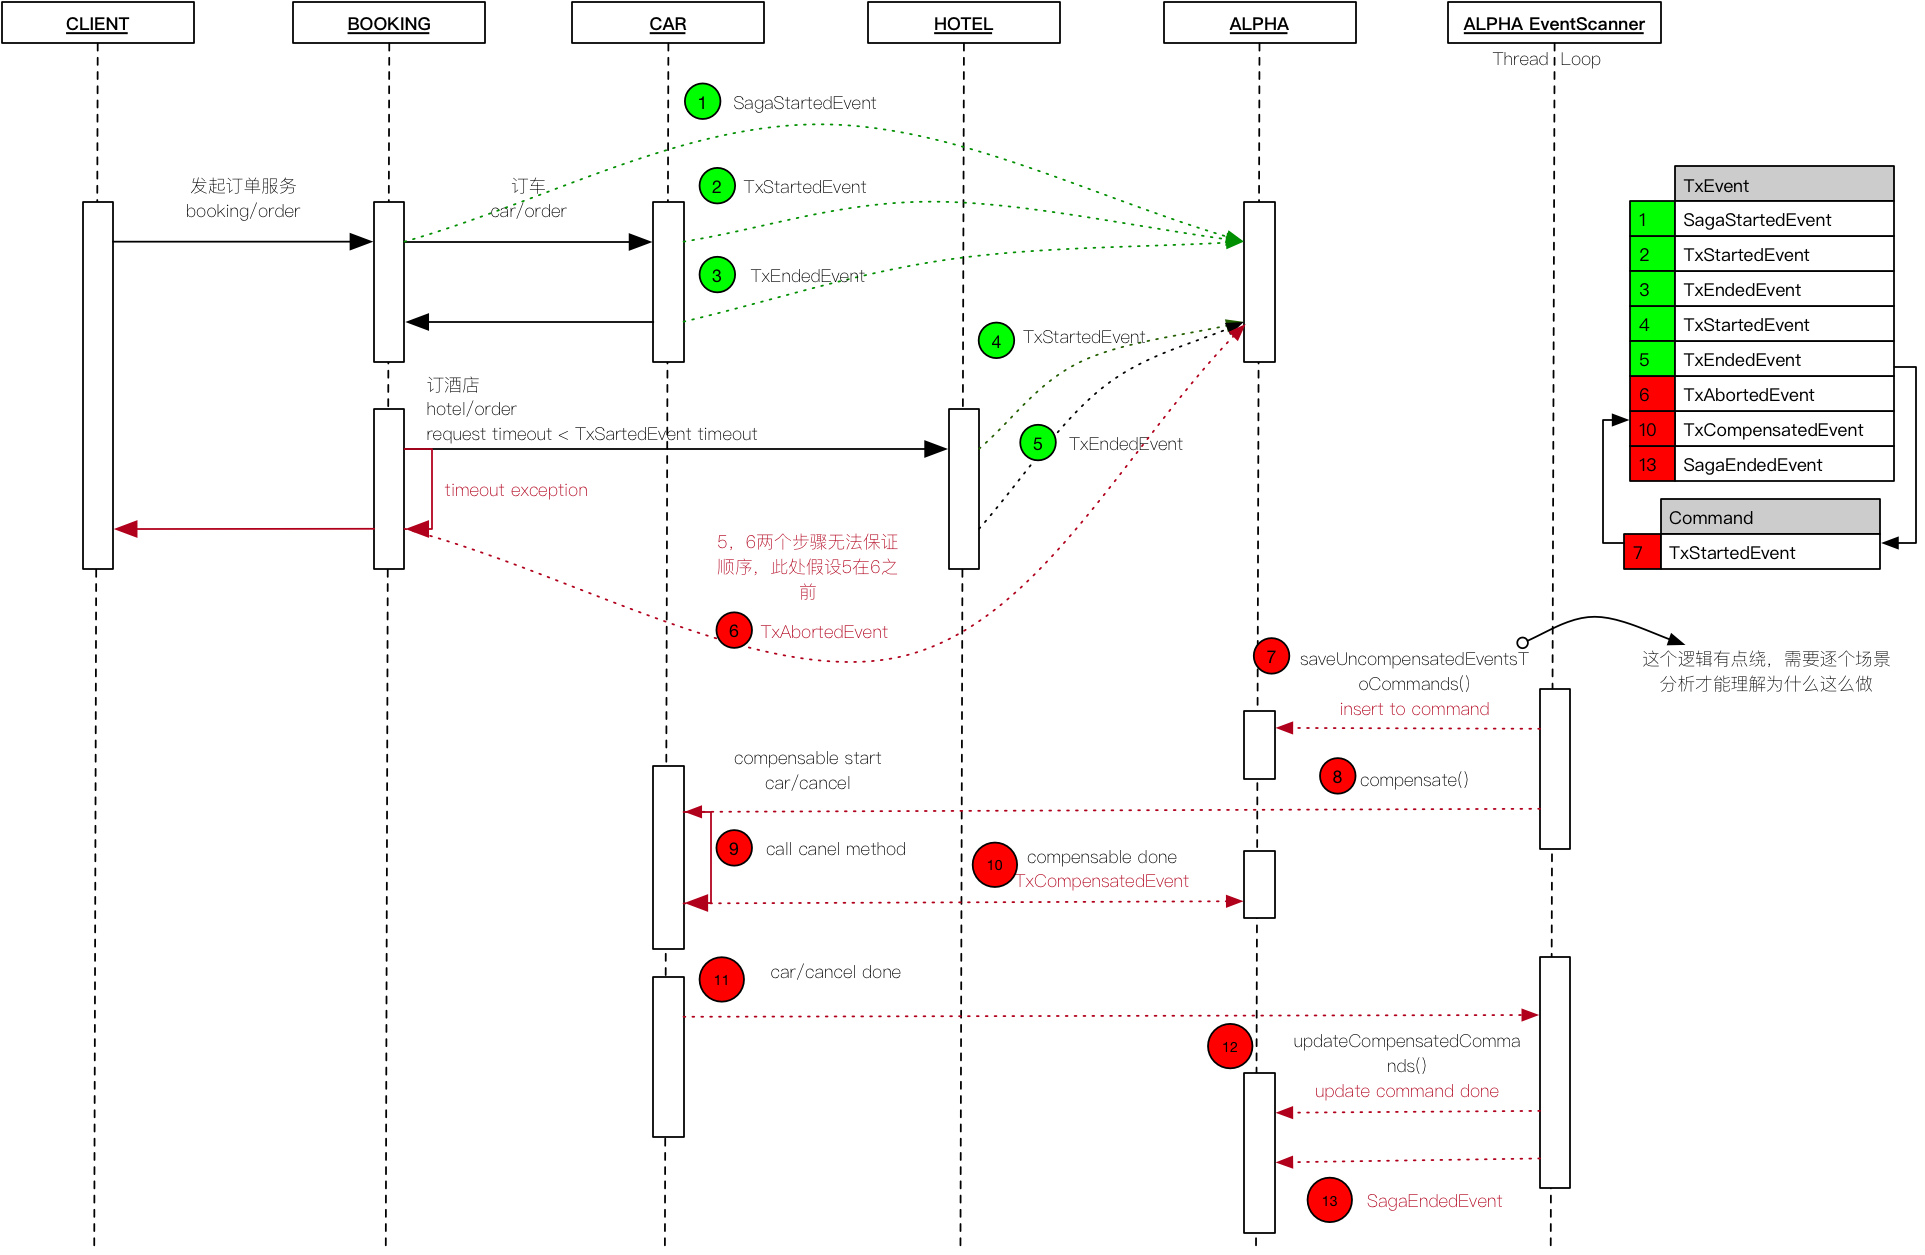 CLIENT
BOOKING
CAR
HOTEL
ALPHA
ALPHA EventScanner
Thread Loop
1
SagaStartedEvent
发起订单服务
booking/order
订车
car/order
2
TxStartedEvent
3
TxEndedEvent
4
TxStartedEvent
订酒店
hotel/order
request timeout < TxSartedEvent timeout
5
TxEndedEvent
timeout exception
5，6两个步骤无法保证
顺序，此处假设5在6之
前
6
TxAbortedEvent
TxEvent
1 SagaStartedEvent
2 TxStartedEvent
3 TxEndedEvent
4 TxStartedEvent
5 TxEndedEvent
6 TxAbortedEvent
10 TxCompensatedEvent
13 SagaEndedEvent
Command
7 TxStartedEvent
7
saveUncompensatedEventsT
oCommands()
insert to command
这个逻辑有点绕，需要逐个场景
分析才能理解为什么这么做
compensable start
car/cancel
8
compensate()
9
call canel method
10
compensable done
TxCompensatedEvent
11
car/cancel done
12
updateCompensatedComma
nds()
update command done
13
SagaEndedEvent